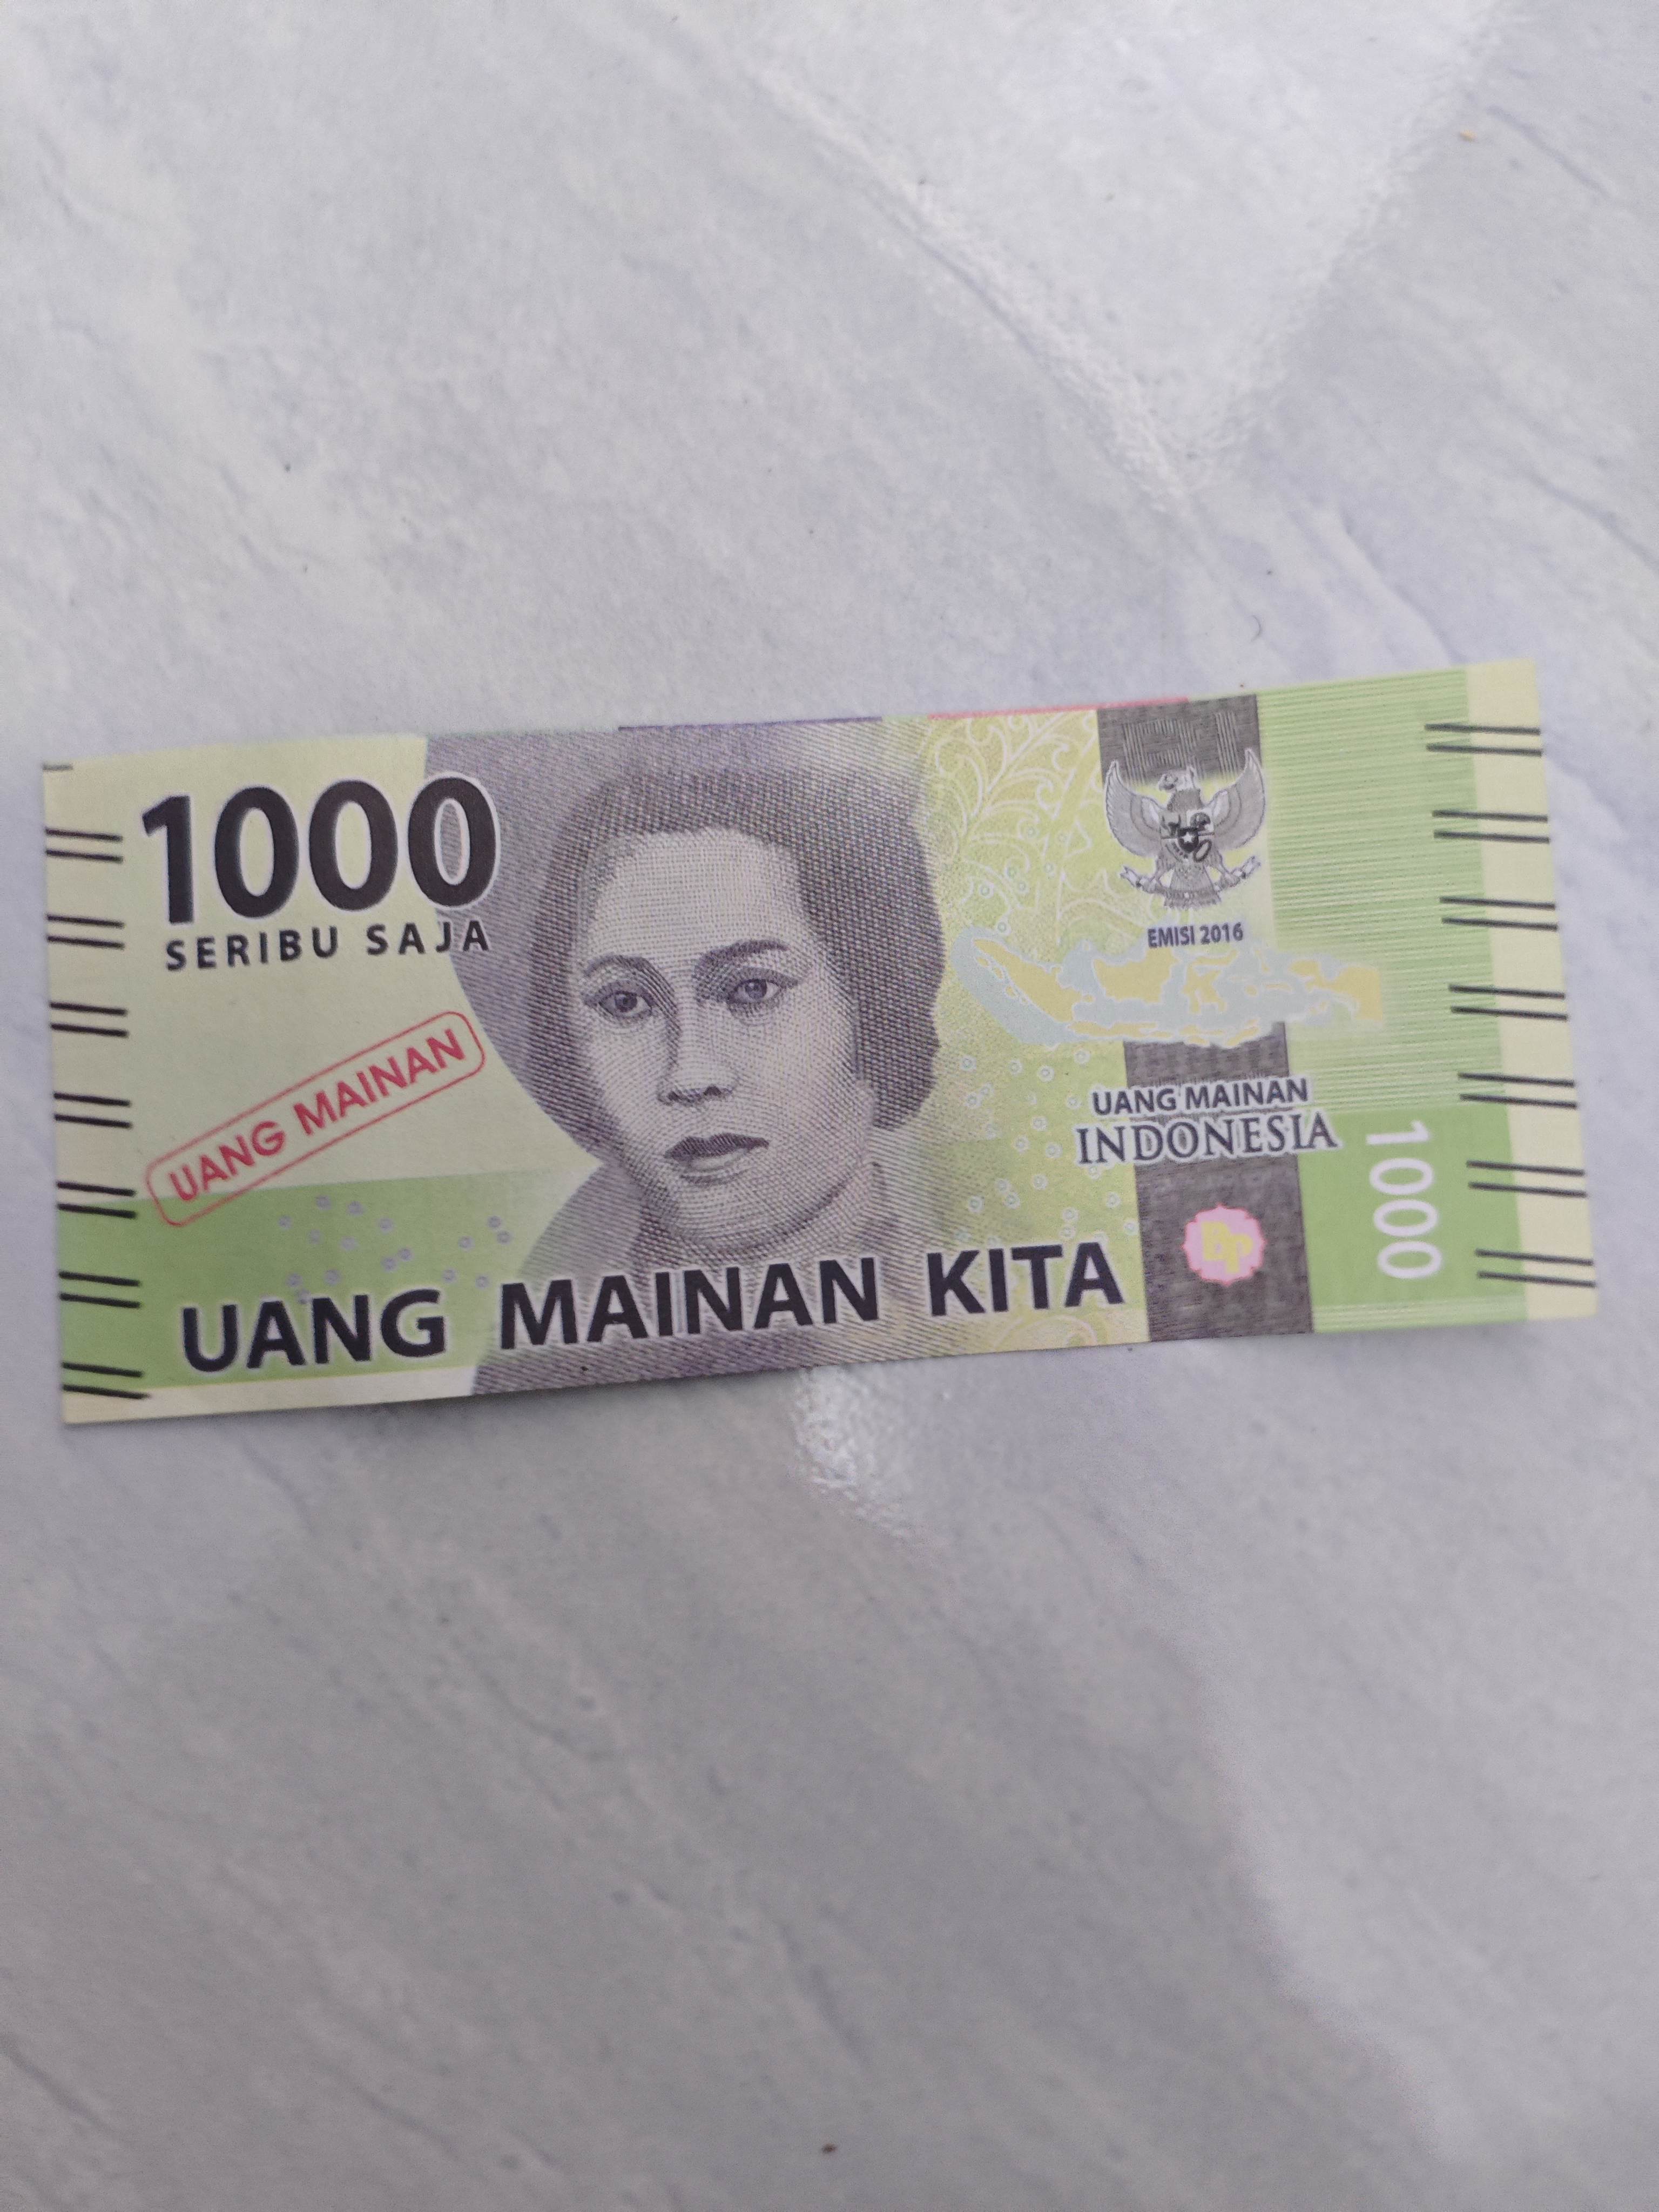 1000
SERIBU SAJA
UANG MAINAN
UANG MAINAN KITA
EMISI 2016
UANG MAINAN
INDONESIA
1000